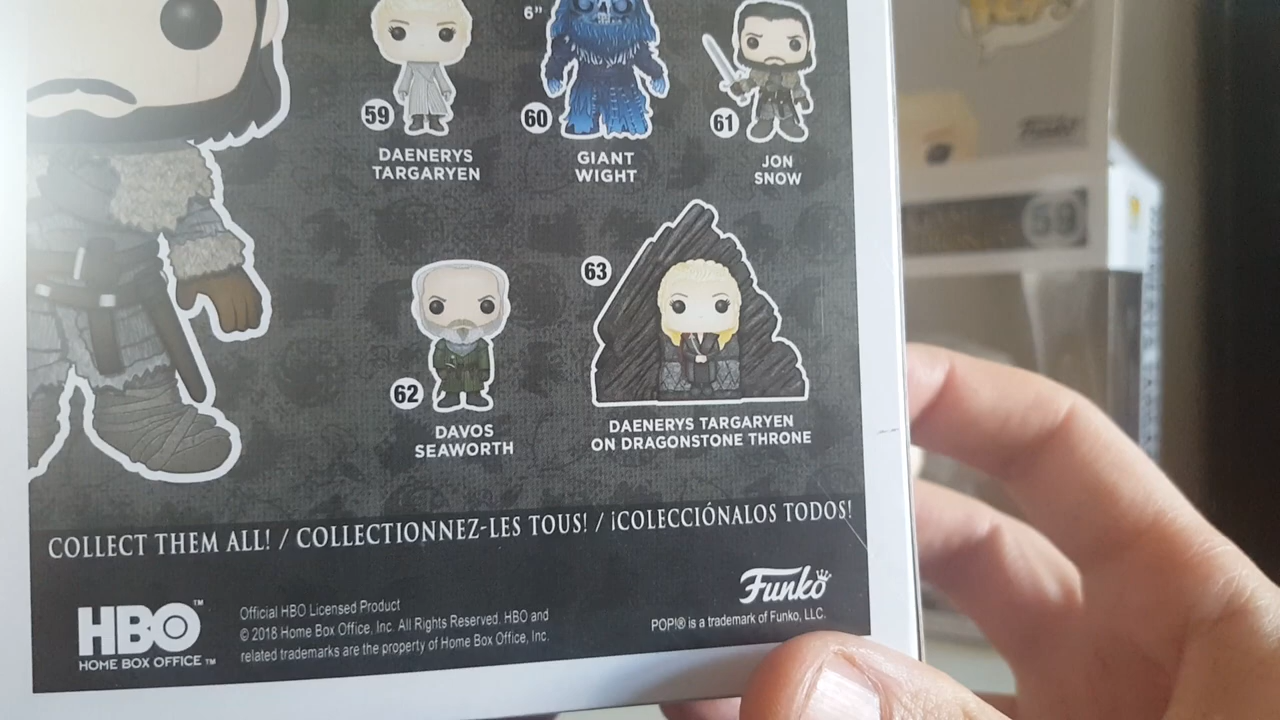 6"
59
DAENERYS
TARGARYEN
60
GIANT
WIGHT
61
JON
SNOW
62
DAVOS
SEAWORTH
63
DAENERYS TARGARYEN
ON DRAGONSTONE THRONE
COLLECT THEM ALL! / COLLECTIONNEZ-LES TOUS! / ¡COLECCIÓNALOS TODOS!
HBO™
HOME BOX OFFICE™
Official HBO Licensed Product
© 2018 Home Box Office, Inc. All Rights Reserved. HBO and
related trademarks are the property of Home Box Office, Inc.
Funko
POP!® is a trademark of Funko, LLC.
Funko
59